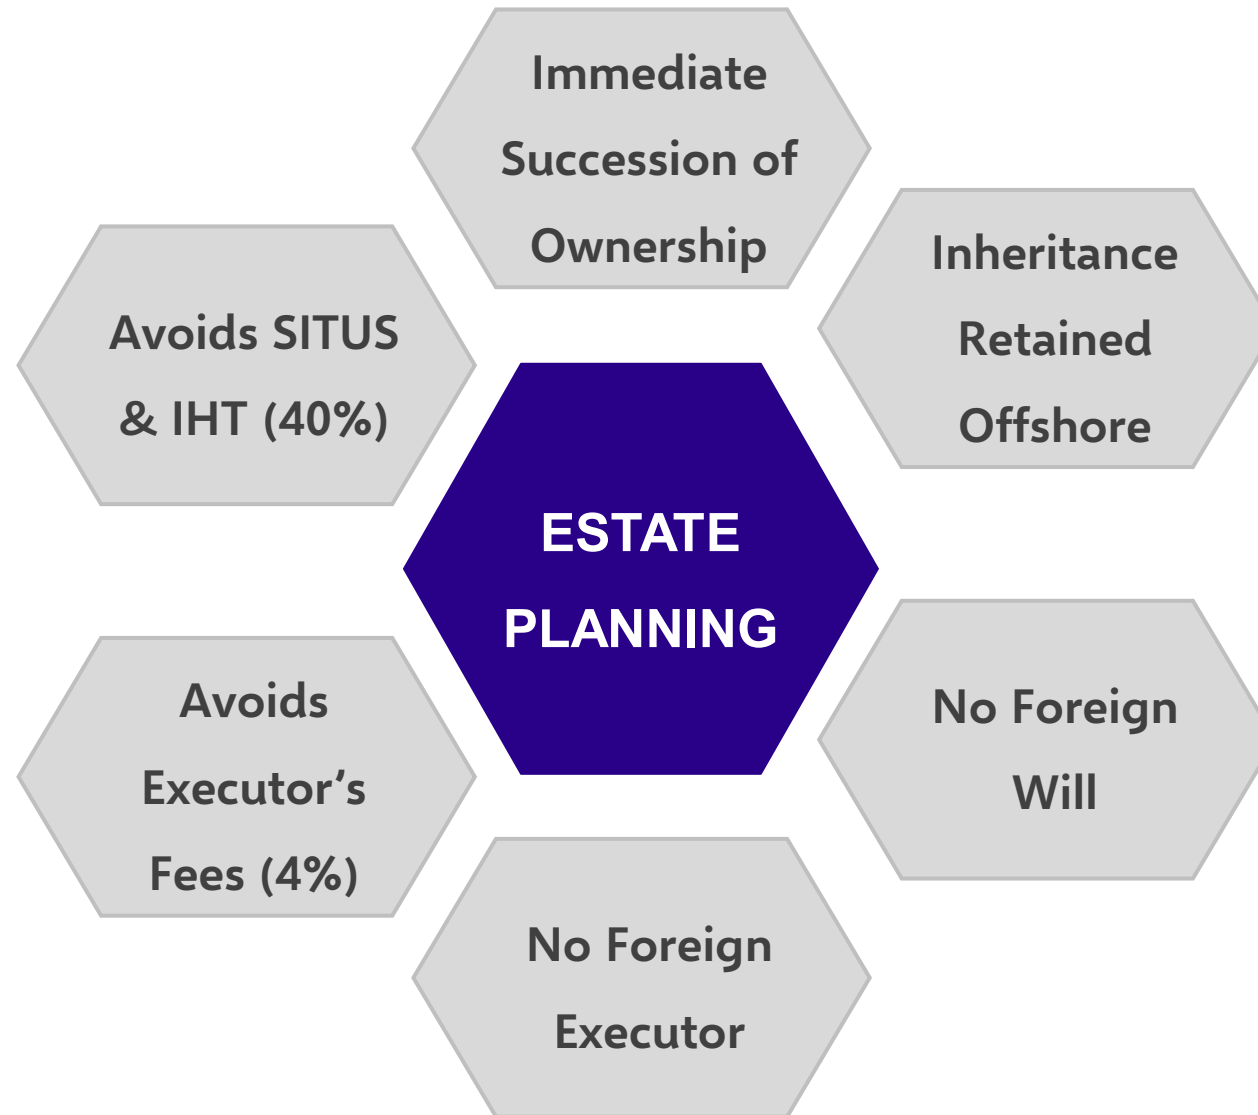 Immediate
Succession of
Ownership
Inheritance
Retained
Offshore
Avoids SITUS
& IHT (40%)
ESTATE
PLANNING
No Foreign
Will
Avoids
Executor’s
Fees (4%)
No Foreign
Executor